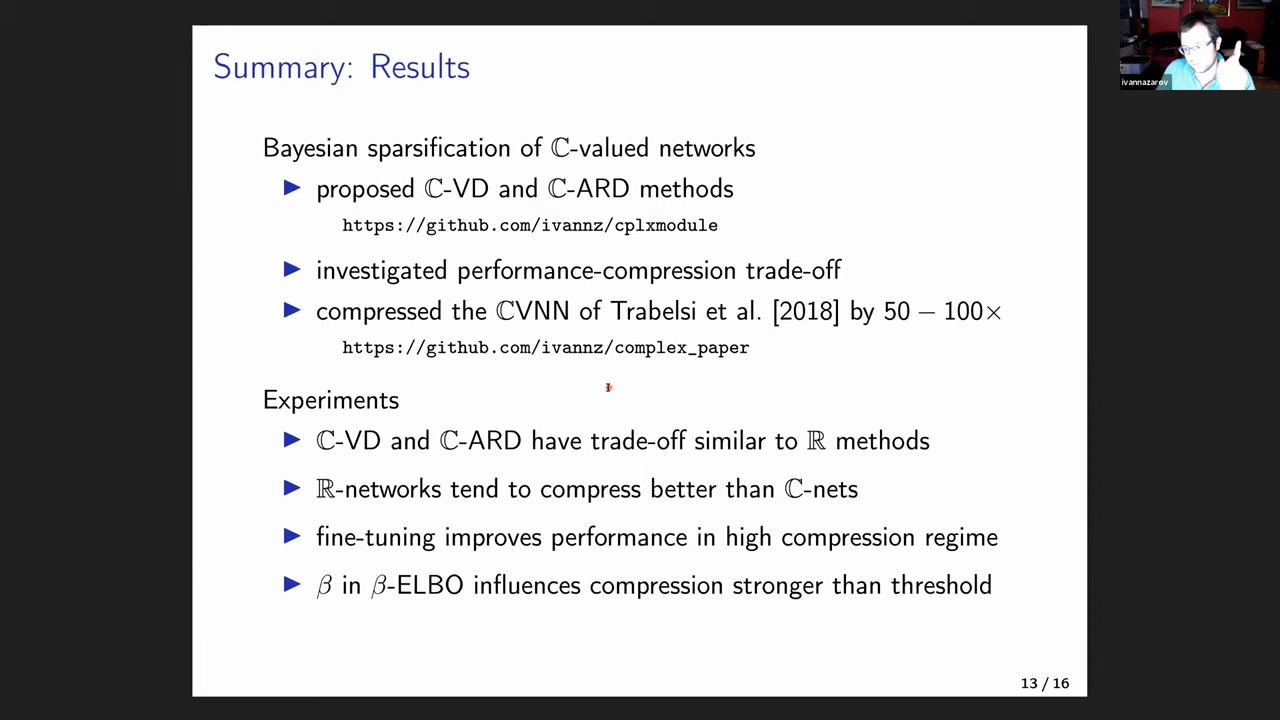 Summary: Results
ivannazarov
Bayesian sparsification of ℂ-valued networks
▶ proposed ℂ-VD and ℂ-ARD methods
https://github.com/ivannz/cplxmodule
▶ investigated performance-compression trade-off
▶ compressed the ℂVNN of Trabelsi et al. [2018] by 50 – 100×
https://github.com/ivannz/complex_paper
Experiments
▶ ℂ-VD and ℂ-ARD have trade-off similar to ℝ methods
▶ ℝ-networks tend to compress better than ℂ-nets
▶ fine-tuning improves performance in high compression regime
▶ β in β-ELBO influences compression stronger than threshold
13 / 16